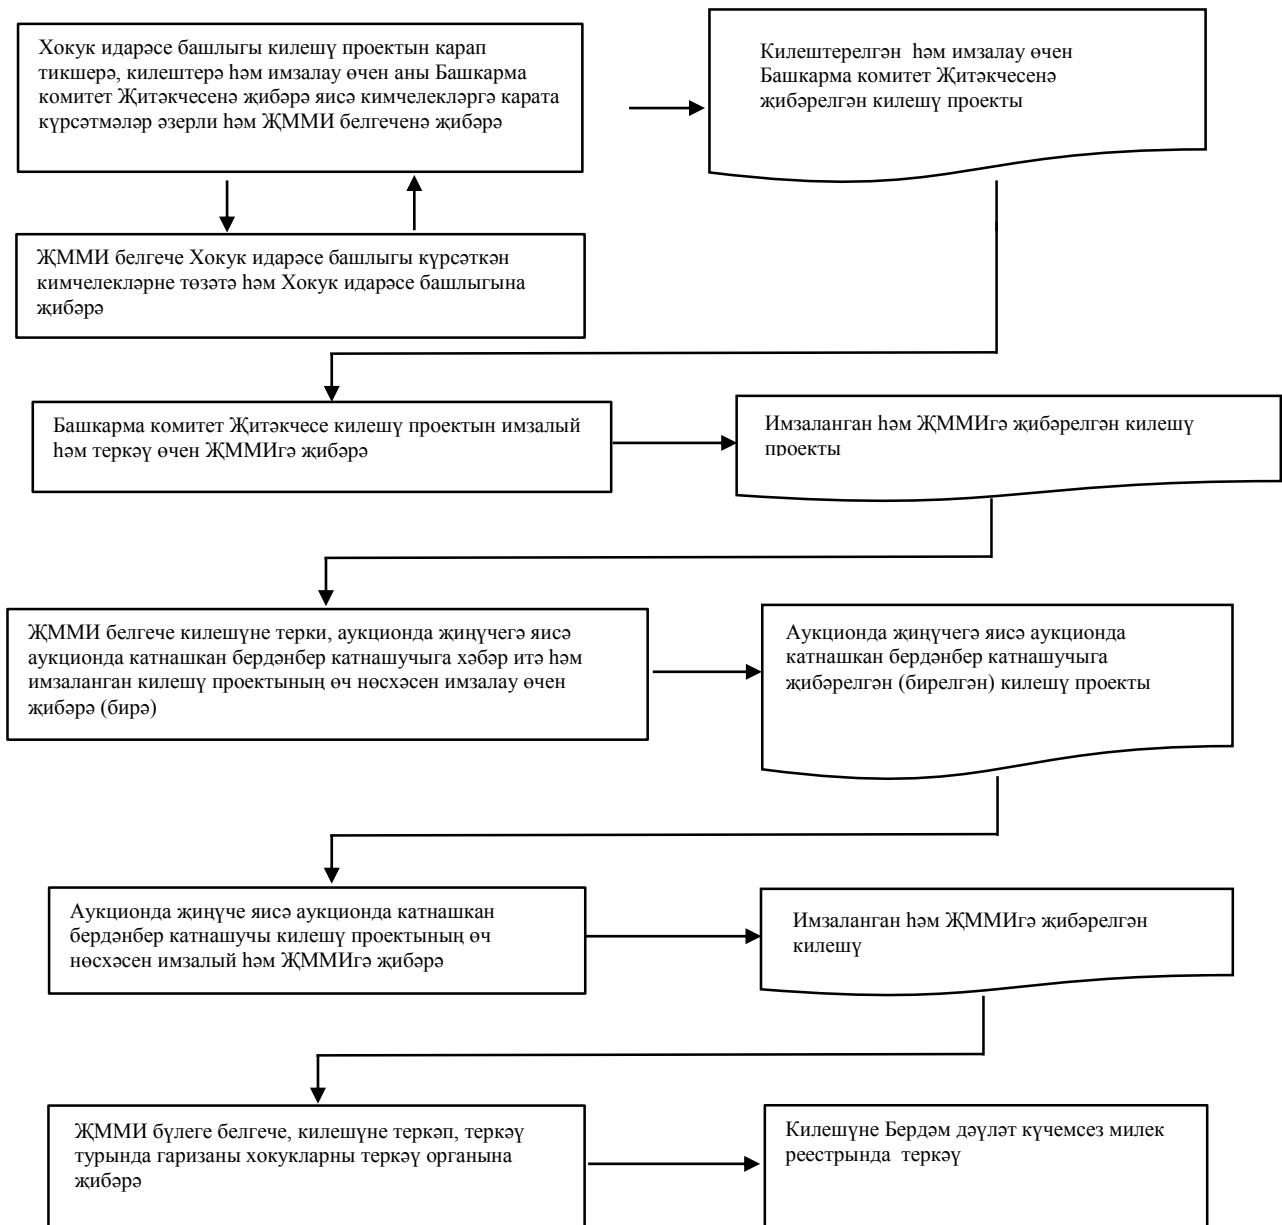 Хокук идарәсе башлыгы килешү проектын карап
тикшерә, килештерә һәм имзалау өчен аны Башкарма
комитет Җитәкчесенә җибәрә яисә кимчелекләргә карата
күрсәтмәләр әзерли һәм ҖММИ белгеченә җибәрә
Килештерелгән һәм имзалау өчен
Башкарма комитет Җитәкчесенә
җибәрелгән килешү проекты
ҖММИ белгече Хокук идарәсе башлыгы күрсәткән
кимчелекләрне төзәтә һәм Хокук идарәсе башлыгына
җибәрә
Башкарма комитет Җитәкчесе килешү проектын имзалый
һәм теркәү өчен ҖММИгә җибәрә
Имзаланган һәм ҖММИгә җибәрелгән килешү
проекты
ҖММИ белгече килешүне терки, аукционда җиңүчегә яисә
аукционда катнашкан бердәнбер катнашучыга хәбәр итә һәм
имзаланган килешү проектының өч нөсхәсен имзалау өчен
җибәрә (бирә)
Аукционда җиңүчегә яисә аукционда
катнашкан бердәнбер катнашучыга
җибәрелгән (бирелгән) килешү проекты
Аукционда җиңүче яисә аукционда катнашкан
бердәнбер катнашучы килешү проектының өч
нөсхәсен имзалый һәм ҖММИгә җибәрә
Имзаланган һәм ҖММИгә җибәрелгән
килешү
ҖММИ бүлеге белгече, килешүне теркәп, теркәү
турында гаризаны хокукларны теркәү органына
җибәрә
Килешүне Бердәм дәүләт күчемсез милек
реестрында теркәү